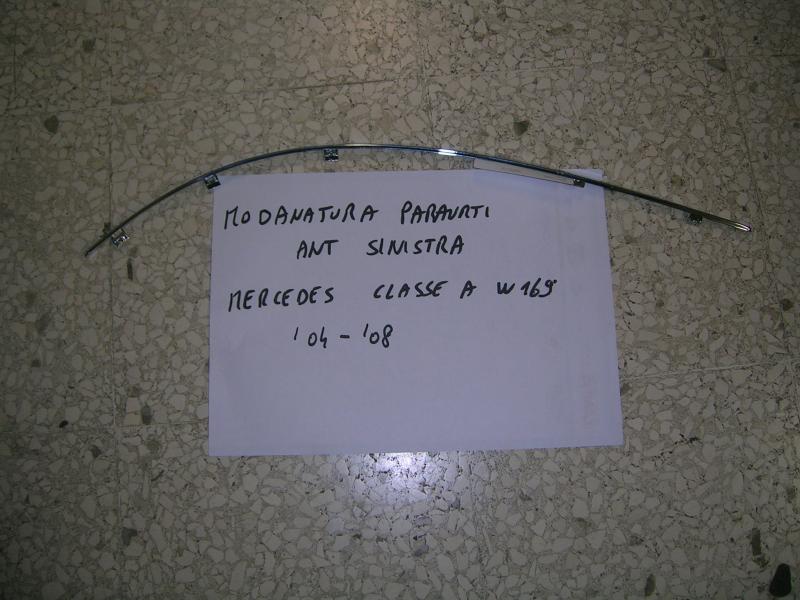 MODANATURA PARAURTI
ANT SINISTRA
MERCEDES CLASSE A W169
'04-'08